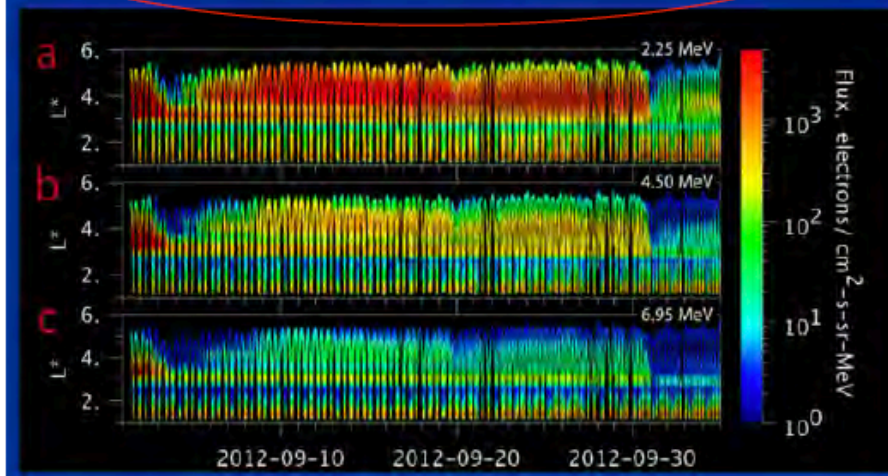 a
6.
4.
2.
L*
2.25 MeV
b
6.
4.
2.
L*
4.50 MeV
c
6.
4.
2.
L*
6.95 MeV
2012-09-10 2012-09-20 2012-09-30
10^3
10^2
10^1
10^0
Flux, electrons/ cm^2-s-sr-MeV